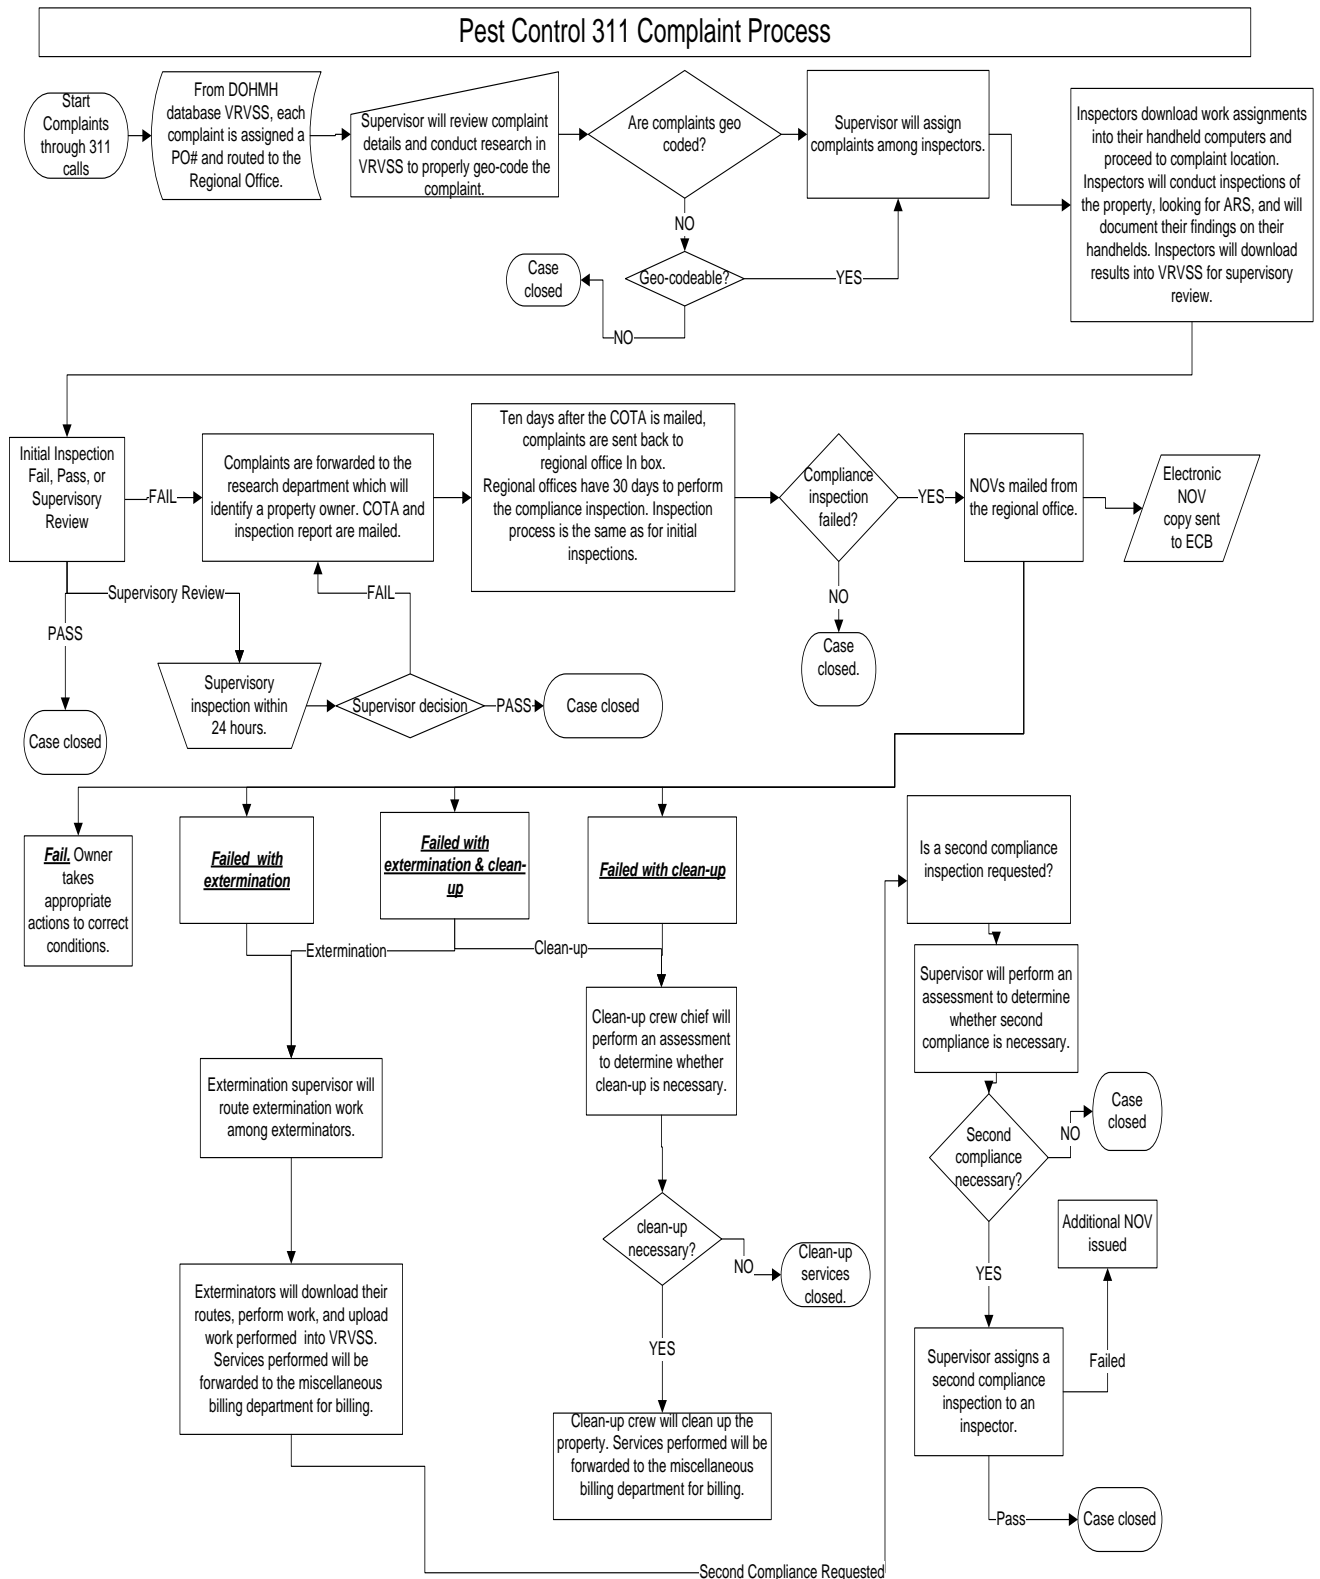 Pest Control 311 Complaint Process
Start
Complaints
through 311
calls
From DOHMH
database VRVSS, each
complaint is assigned a
PO# and routed to the
Regional Office.
Supervisor will review complaint
details and conduct research in
VRVSS to properly geo-code the
complaint.
Are complaints geo
coded?
Supervisor will assign
complaints among inspectors.
Inspectors download work assignments
into their handheld computers and
proceed to complaint location.
Inspectors will conduct inspections of
the property, looking for ARS, and will
document their findings on their
handhelds. Inspectors will download
results into VRVSS for supervisory
review.
NO
Case
closed
Geo-codeable?
YES
NO
Initial Inspection
Fail, Pass, or
Supervisory
Review
FAIL
Complaints are forwarded to the
research department which will
identify a property owner. COTA and
inspection report are mailed.
Ten days after the COTA is mailed,
complaints are sent back to
regional office In box.
Regional offices have 30 days to perform
the compliance inspection. Inspection
process is the same as for initial
inspections.
Compliance
inspection
failed?
YES
NOVs mailed from
the regional office.
Electronic
NOV
copy sent
to ECB
Supervisory Review
FAIL
NO
PASS
Case
closed.
Supervisory
inspection within
24 hours.
Supervisor decision
PASS
Case closed
Case closed
Fail. Owner
takes
appropriate
actions to correct
conditions.
Failed with
extermination
Failed with
extermination & clean-
up
Failed with clean-up
Is a second compliance
inspection requested?
Extermination
Clean-up
Supervisor will perform an
assessment to determine
whether second
compliance is necessary.
Clean-up crew chief will
perform an assessment
to determine whether
clean-up is necessary.
Extermination supervisor will
route extermination work
among exterminators.
Second
compliance
necessary?
NO
Case
closed
clean-up
necessary?
NO
Clean-up
services
closed.
Additional NOV
issued
YES
Exterminators will download their
routes, perform work, and upload
work performed into VRVSS.
Services performed will be
forwarded to the miscellaneous
billing department for billing.
YES
Supervisor assigns a
second compliance
inspection to an
inspector.
Failed
Clean-up crew will clean up the
property. Services performed will be
forwarded to the miscellaneous
billing department for billing.
Pass
Case closed
Second Compliance Requested